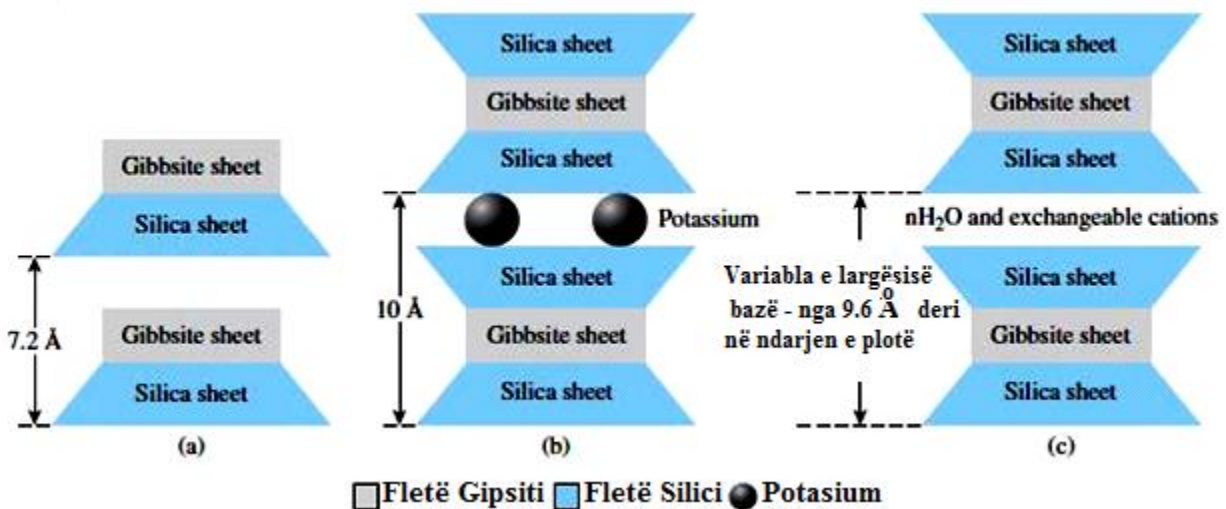 Gibbsite sheet
Silica sheet
7.2 Å
Gibbsite sheet
Silica sheet
(a)
Silica sheet
Gibbsite sheet
Silica sheet
Potassium
10 Å
Silica sheet
Gibbsite sheet
Silica sheet
(b)
Silica sheet
Gibbsite sheet
Silica sheet
nH₂O and exchangeable cations
Variabla e largësisë
bazë - nga 9.6 Å deri
në ndarjen e plotë
Silica sheet
Gibbsite sheet
Silica sheet
(c)
Fletë Gipsiti Fletë Silici Potasium